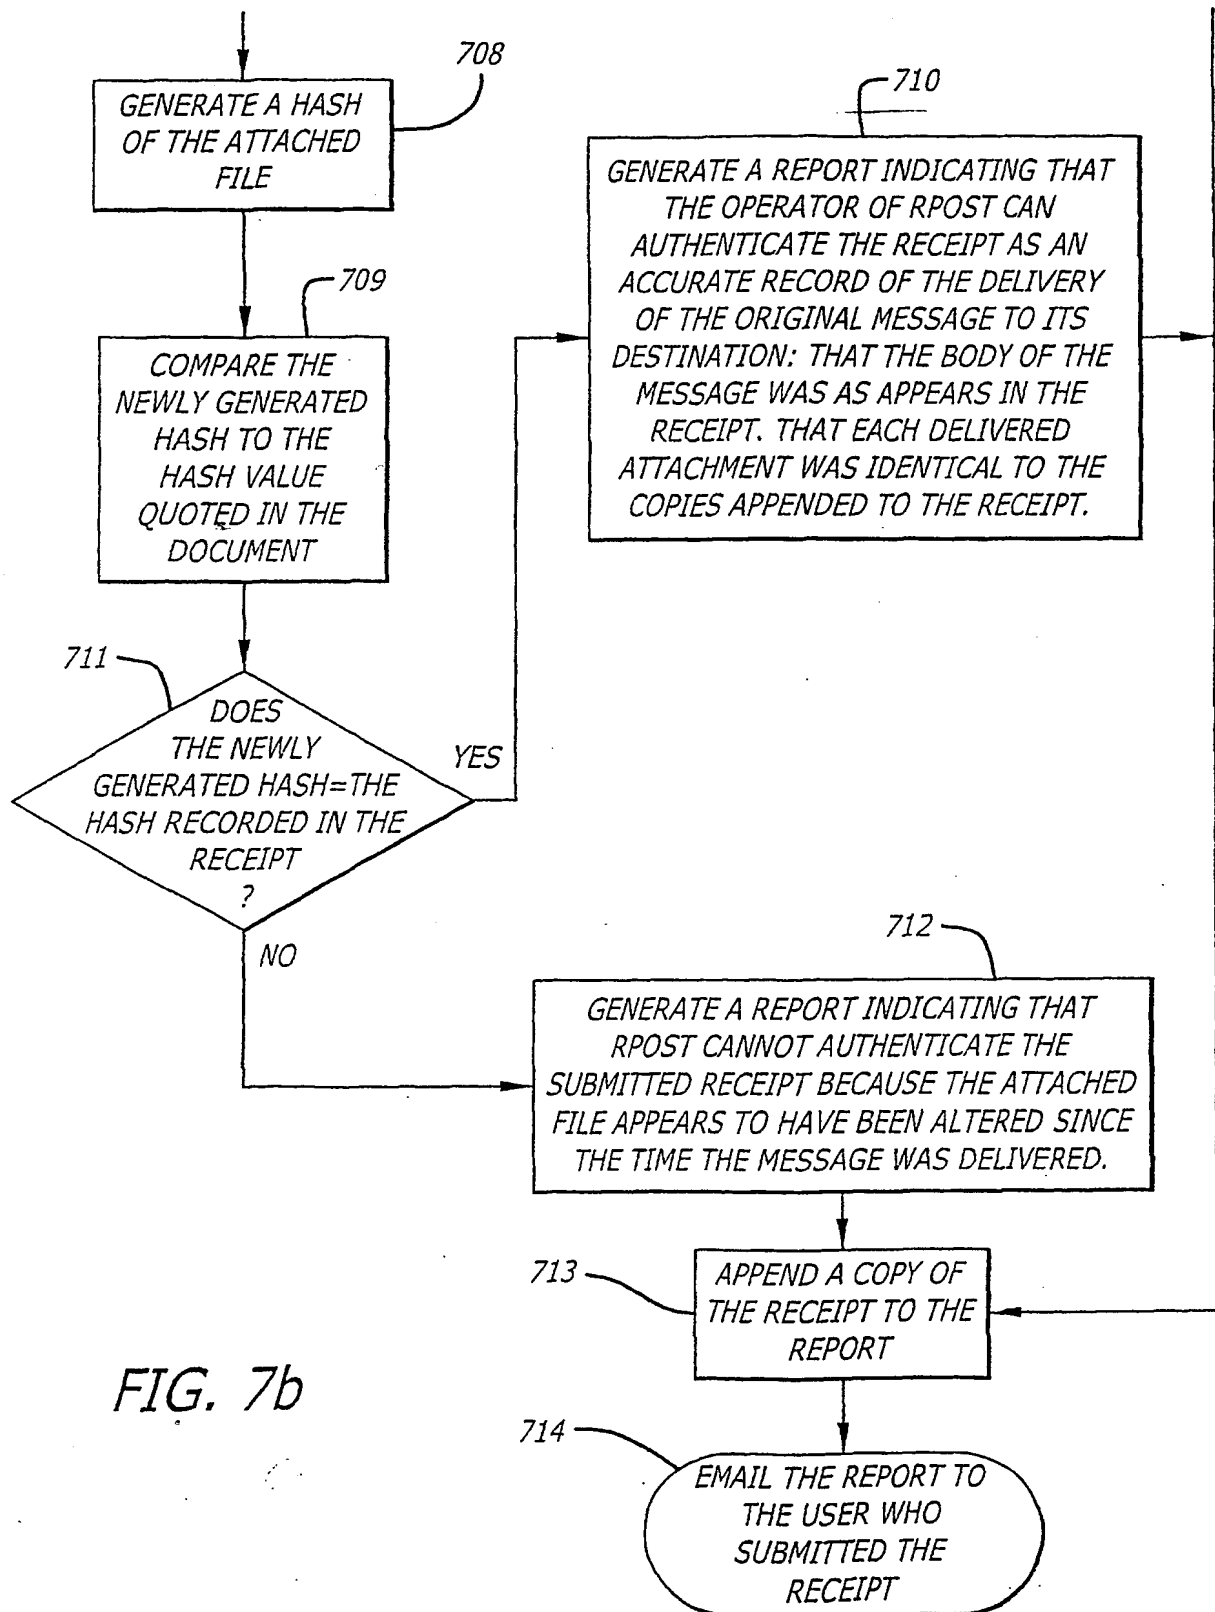 708
GENERATE A HASH
OF THE ATTACHED
FILE
709
COMPARE THE
NEWLY GENERATED
HASH TO THE
HASH VALUE
QUOTED IN THE
DOCUMENT
710
GENERATE A REPORT INDICATING THAT
THE OPERATOR OF RPOST CAN
AUTHENTICATE THE RECEIPT AS AN
ACCURATE RECORD OF THE DELIVERY
OF THE ORIGINAL MESSAGE TO ITS
DESTINATION: THAT THE BODY OF THE
MESSAGE WAS AS APPEARS IN THE
RECEIPT. THAT EACH DELIVERED
ATTACHMENT WAS IDENTICAL TO THE
COPIES APPENDED TO THE RECEIPT.
711
DOES
THE NEWLY
GENERATED HASH=THE
HASH RECORDED IN THE
RECEIPT
?
YES
NO
712
GENERATE A REPORT INDICATING THAT
RPOST CANNOT AUTHENTICATE THE
SUBMITTED RECEIPT BECAUSE THE ATTACHED
FILE APPEARS TO HAVE BEEN ALTERED SINCE
THE TIME THE MESSAGE WAS DELIVERED.
713
APPEND A COPY OF
THE RECEIPT TO THE
REPORT
714
EMAIL THE REPORT TO
THE USER WHO
SUBMITTED THE
RECEIPT
FIG. 7b